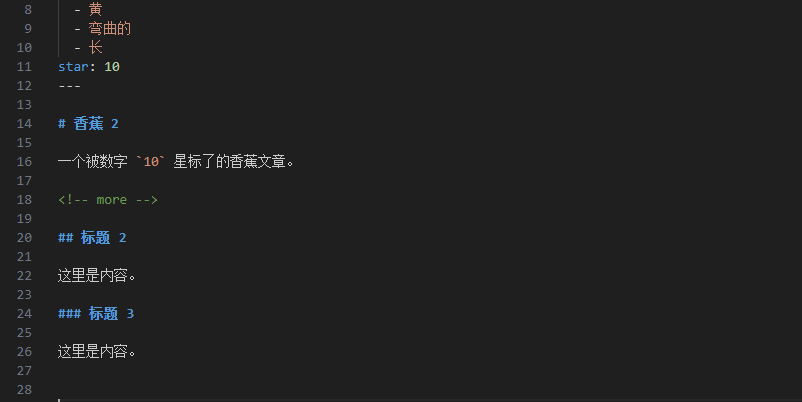 8 - 黄
9 - 弯曲的
10 - 长
11 star: 10
12 ---
13
14 # 香蕉 2
15
16 一个被数字 `10` 星标了的香蕉文章。
17
18 <!-- more -->
19
20 ## 标题 2
21
22 这里是内容。
23
24 ### 标题 3
25
26 这里是内容。
27
28